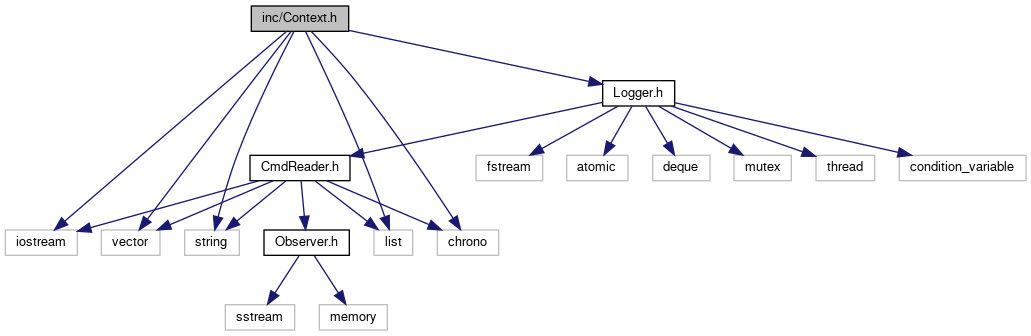 inc/Context.h
Logger.h
CmdReader.h
fstream
atomic
deque
mutex
thread
condition_variable
iostream
vector
string
Observer.h
list
chrono
sstream
memory